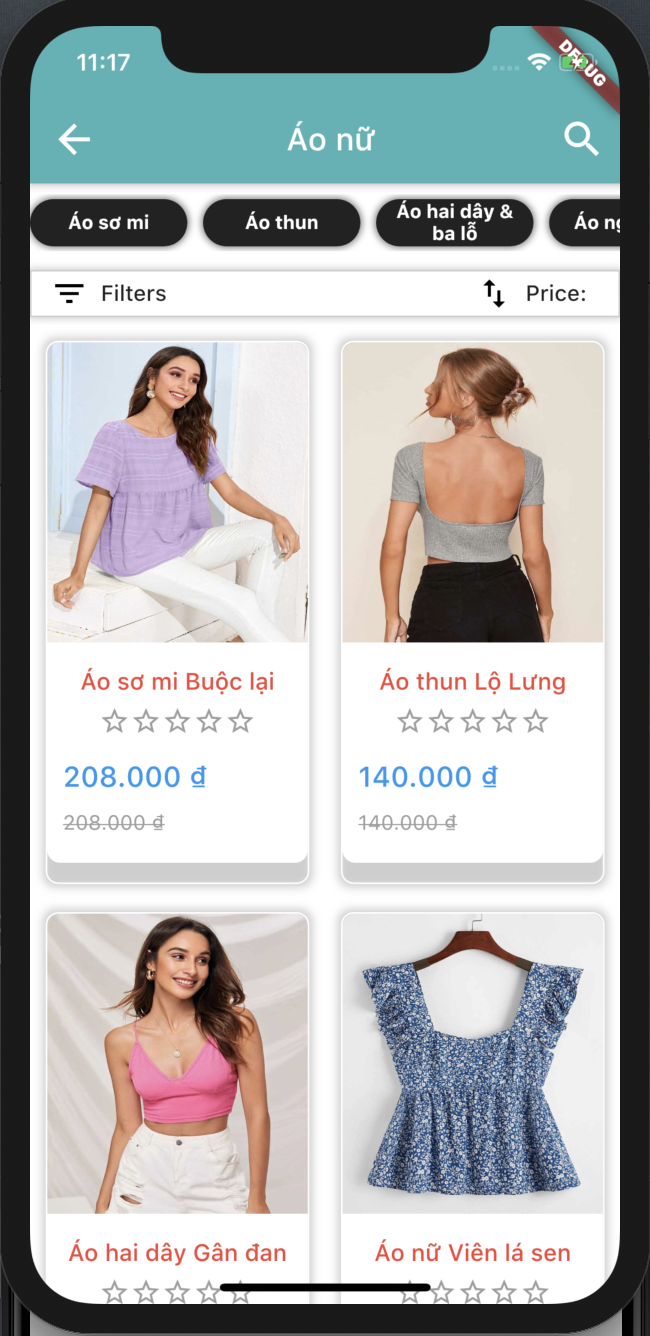 11:17
DEBUG
Áo nữ
Áo sơ mi
Áo thun
Áo hai dây &
ba lỗ
Áo ng
Filters
Price:
Áo sơ mi Buộc lại
Áo thun Lộ Lưng
208.000 ₫
140.000 ₫
208.000 ₫
140.000 ₫
Áo hai dây Gân đan
Áo nữ Viên lá sen